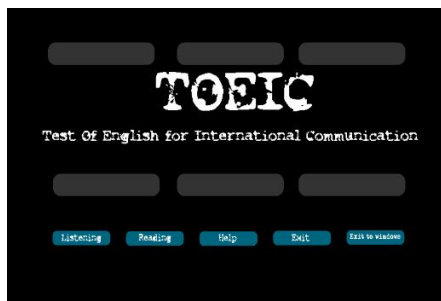 TOEIC
Test Of English for International Communication
Listening Reading Help Exit Exit to windows